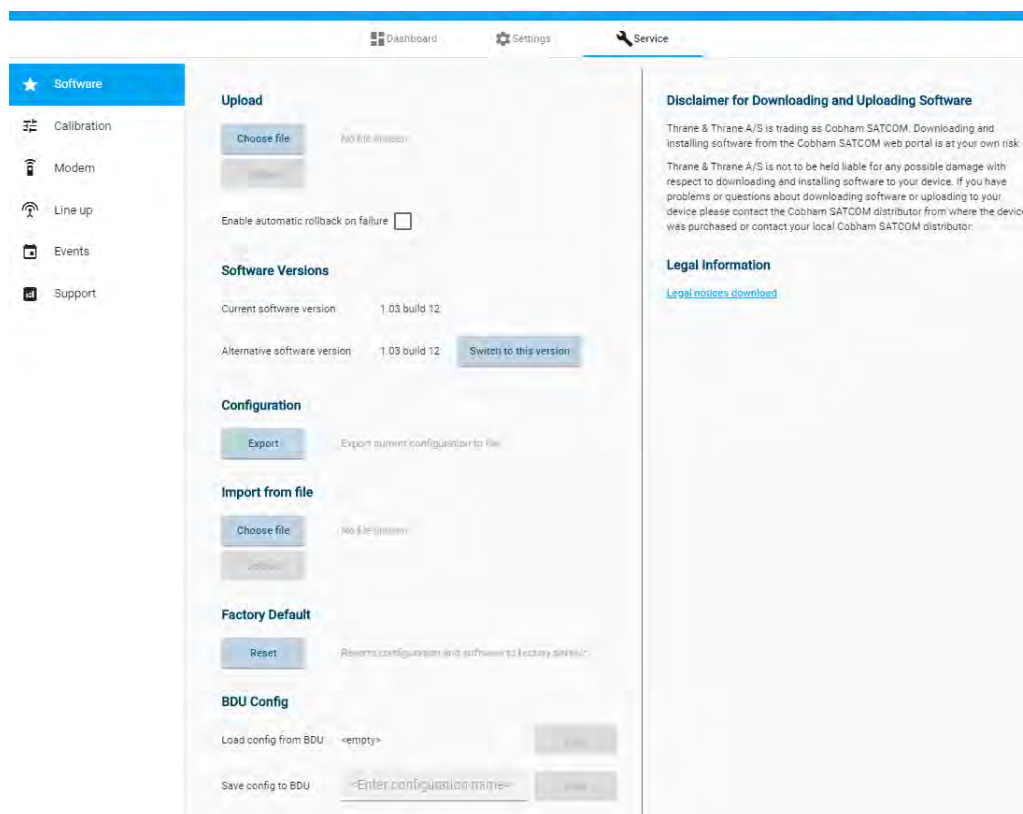 Dashboard
Settings
Service
Software
Calibration
Modem
Line up
Events
Support
Upload
Choose file
No file chosen
Enable automatic rollback on failure
Software Versions
Current software version 1.03 build 12
Alternative software version 1.03 build 12 Switch to this version
Configuration
Export Export current configuration to file
Import from file
Choose file No file chosen
Factory Default
Reset Reverts configuration and software to factory default
BDU Config
Load config from BDU <empty>
Save config to BDU <Enter configuration name>
Disclaimer for Downloading and Uploading Software
Thrane & Thrane A/S is trading as Cobham SATCOM. Downloading and
installing software from the Cobham SATCOM web portal is at your own risk
Thrane & Thrane A/S is not to be held liable for any possible damage with
respect to downloading and installing software to your device. If you have
problems or questions about downloading software or uploading to your
device please contact the Cobham SATCOM distributor from where the device
was purchased or contact your local Cobham SATCOM distributor.
Legal Information
Legal notices download